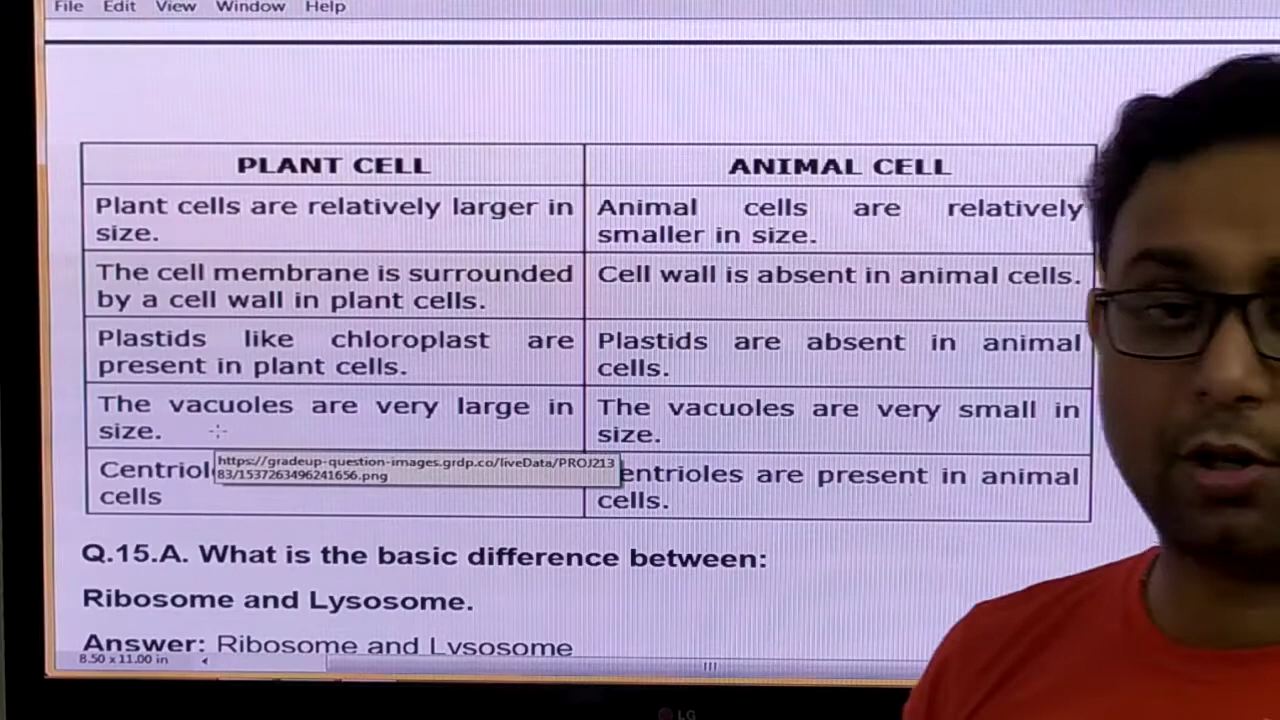 File Edit View Window Help
PLANT CELL
ANIMAL CELL
Plant cells are relatively larger in
size.
Animal cells are relatively
smaller in size.
The cell membrane is surrounded
by a cell wall in plant cells.
Cell wall is absent in animal cells.
Plastids like chloroplast are
present in plant cells.
Plastids are absent in animal
cells.
The vacuoles are very large in
size.
The vacuoles are very small in
size.
https://gradeup-question-images.grdp.co/liveData/PROJ213
83/1537263496241656.png
cells
entrioles are present in animal
cells.
Q.15.A. What is the basic difference between:
Ribosome and Lysosome.
Answer: Ribosome and Lysosome
8.50 x 11.00 in
LG